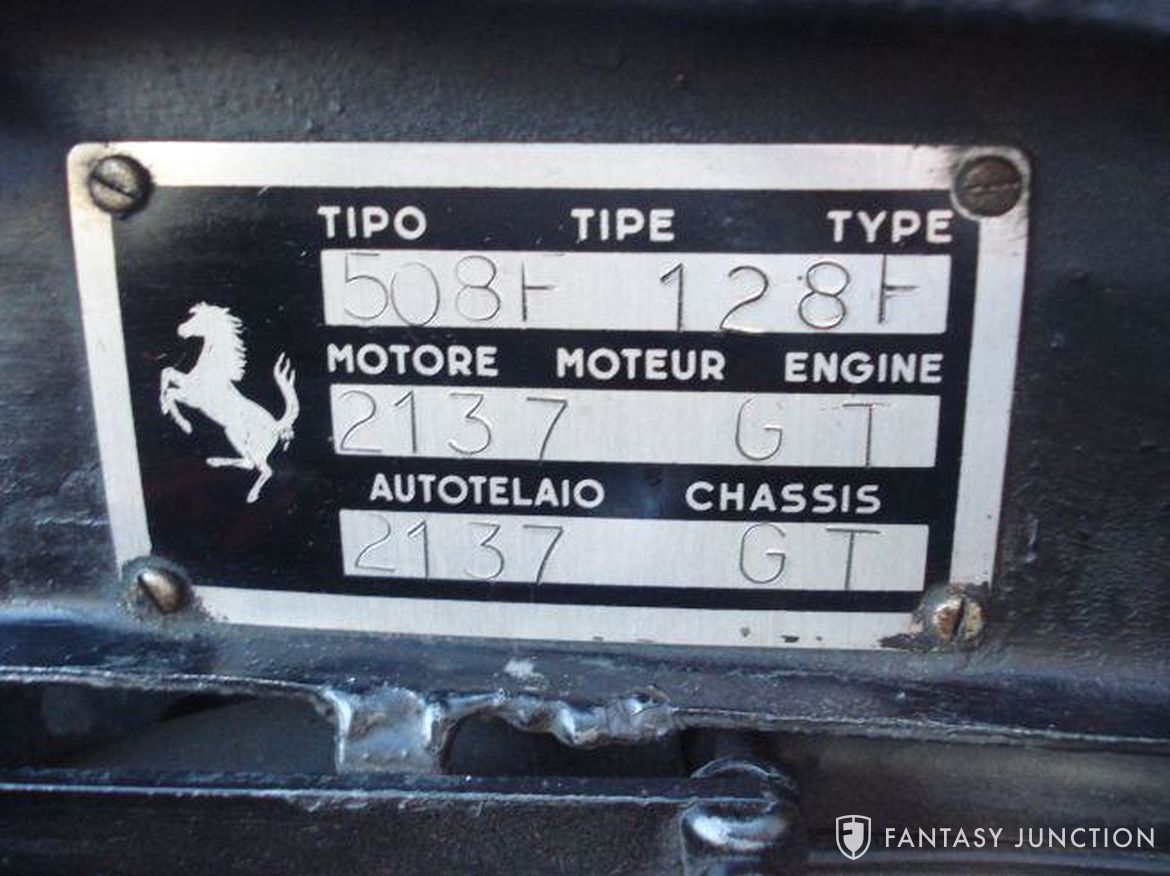 TIPO TIPE TYPE
508F 128F
MOTORE MOTEUR ENGINE
2137 GT
AUTOTELAIO CHASSIS
2137 GT
FANTASY JUNCTION